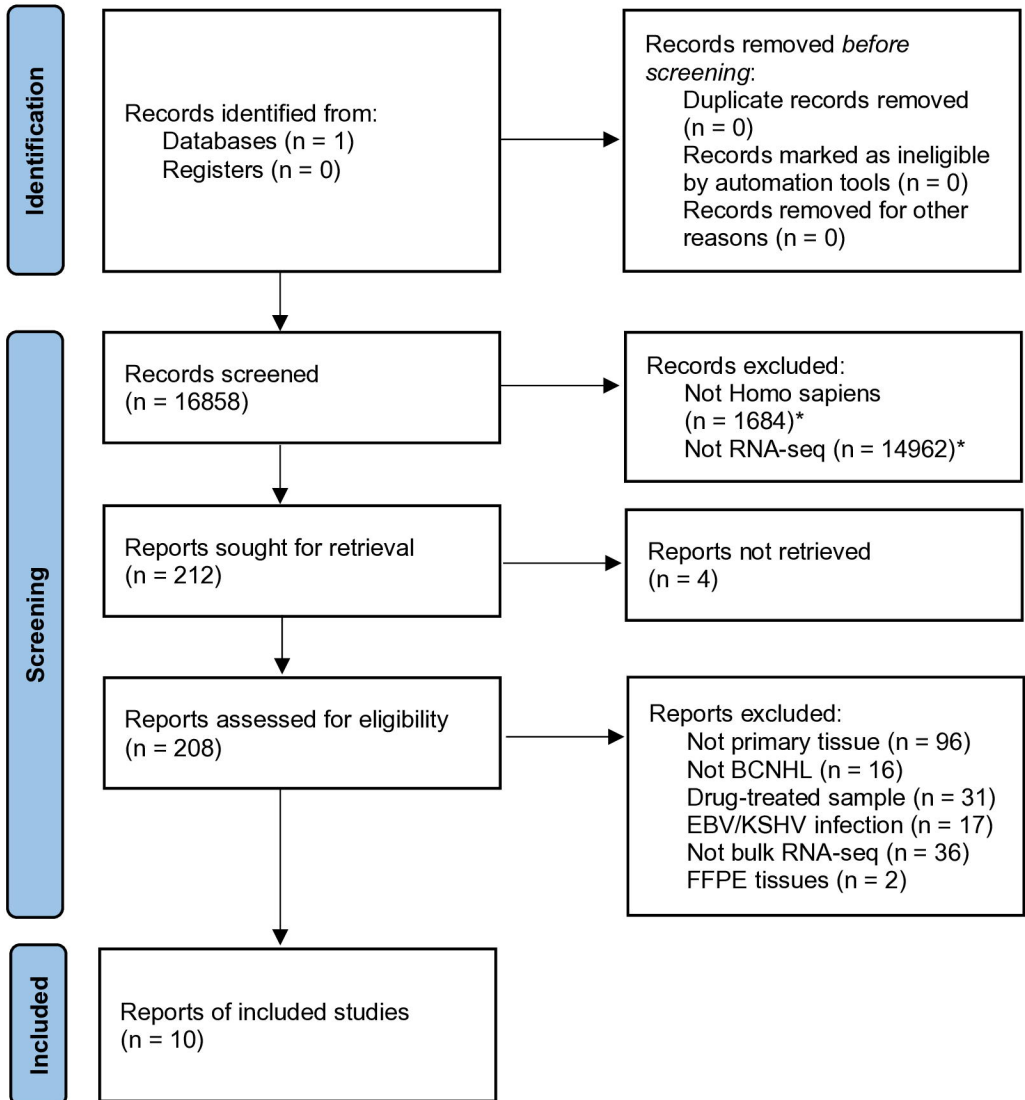 Identification
Records identified from:
Databases (n = 1)
Registers (n = 0)
Records removed before
screening:
Duplicate records removed
(n = 0)
Records marked as ineligible
by automation tools (n = 0)
Records removed for other
reasons (n = 0)
Screening
Records screened
(n = 16858)
Records excluded:
Not Homo sapiens
(n = 1684)*
Not RNA-seq (n = 14962)*
Reports sought for retrieval
(n = 212)
Reports not retrieved
(n = 4)
Reports assessed for eligibility
(n = 208)
Reports excluded:
Not primary tissue (n = 96)
Not BCNHL (n = 16)
Drug-treated sample (n = 31)
EBV/KSHV infection (n = 17)
Not bulk RNA-seq (n = 36)
FFPE tissues (n = 2)
Included
Reports of included studies
(n = 10)